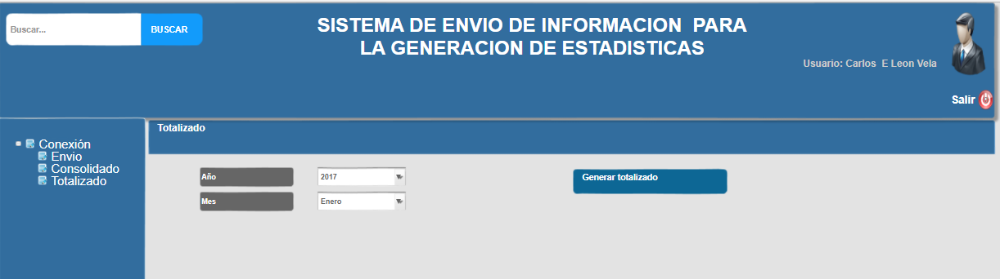 Buscar...
BUSCAR
SISTEMA DE ENVIO DE INFORMACION PARA
LA GENERACION DE ESTADISTICAS
Usuario: Carlos E Leon Vela
Salir
Conexión
Envio
Consolidado
Totalizado
Totalizado
Año
2017
Generar totalizado
Mes
Enero